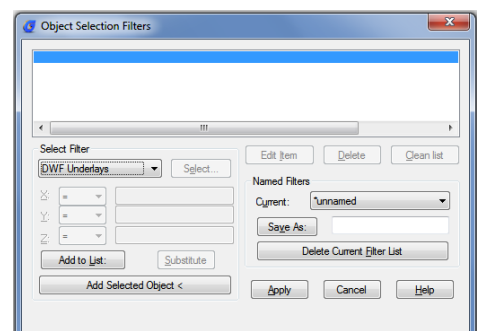 Object Selection Filters
Select Filter
DWF Underlays
Select...
X: =
Y: =
Z: =
Add to List:
Substitute
Add Selected Object <
Edit Item
Delete
Clean list
Named Filters
Current: *unnamed
Save As:
Delete Current Filter List
Apply
Cancel
Help